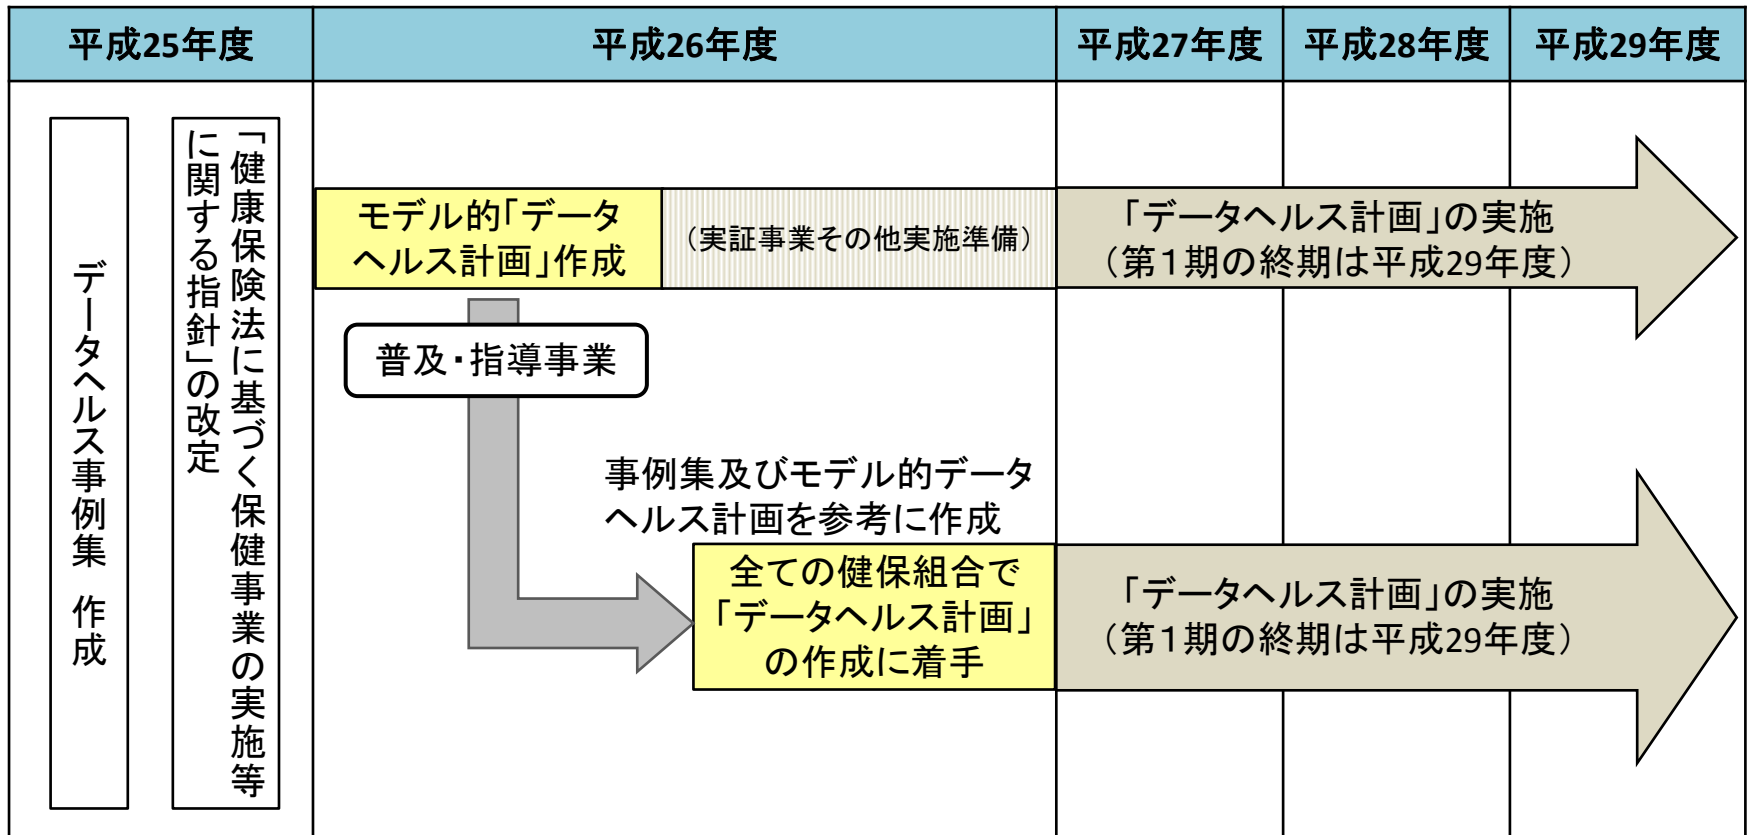 平成25年度
平成26年度
平成27年度
平成28年度
平成29年度
データヘルス事例集 作成
「健康保険法に基づく保健事業の実施等
に関する指針」の改定
モデル的「データ
ヘルス計画」作成
（実証事業その他実施準備）
「データヘルス計画」の実施
（第１期の終期は平成29年度）
普及・指導事業
事例集及びモデル的データ
ヘルス計画を参考に作成
全ての健保組合で
「データヘルス計画」
の作成に着手
「データヘルス計画」の実施
（第１期の終期は平成29年度）